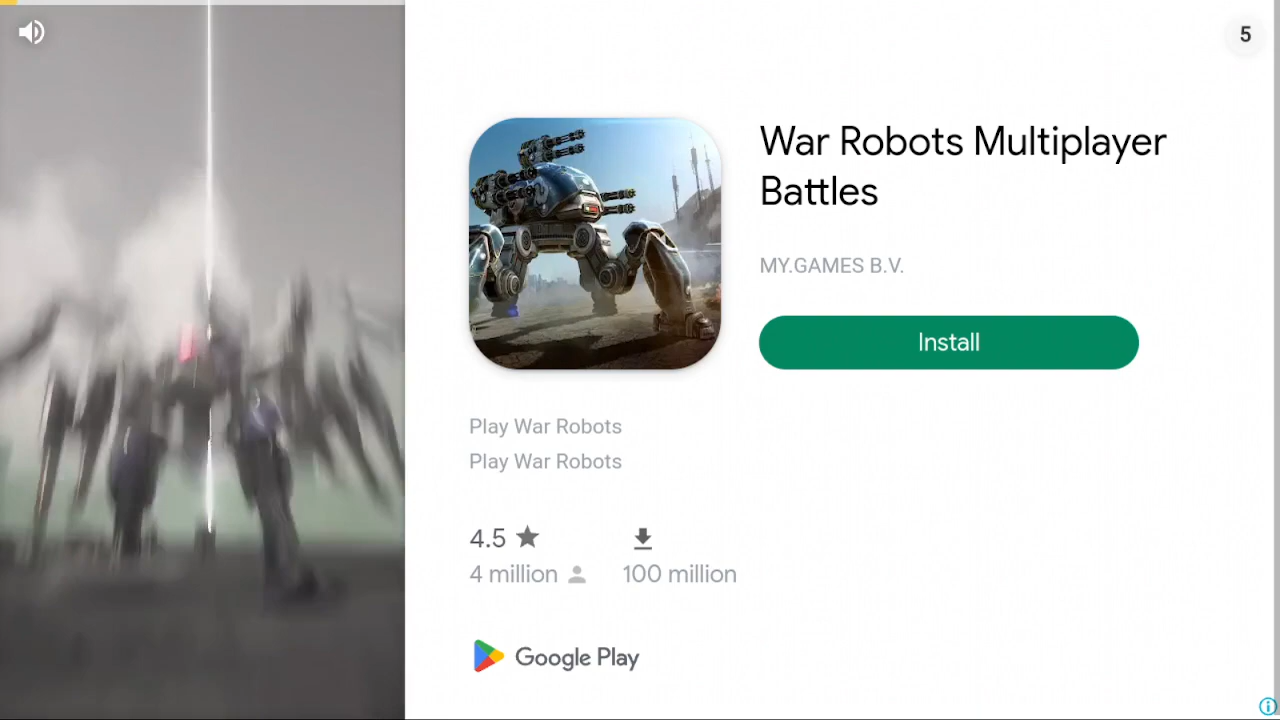 5
War Robots Multiplayer
Battles
MY.GAMES B.V.
Install
Play War Robots
Play War Robots
4.5
4 million
100 million
Google Play